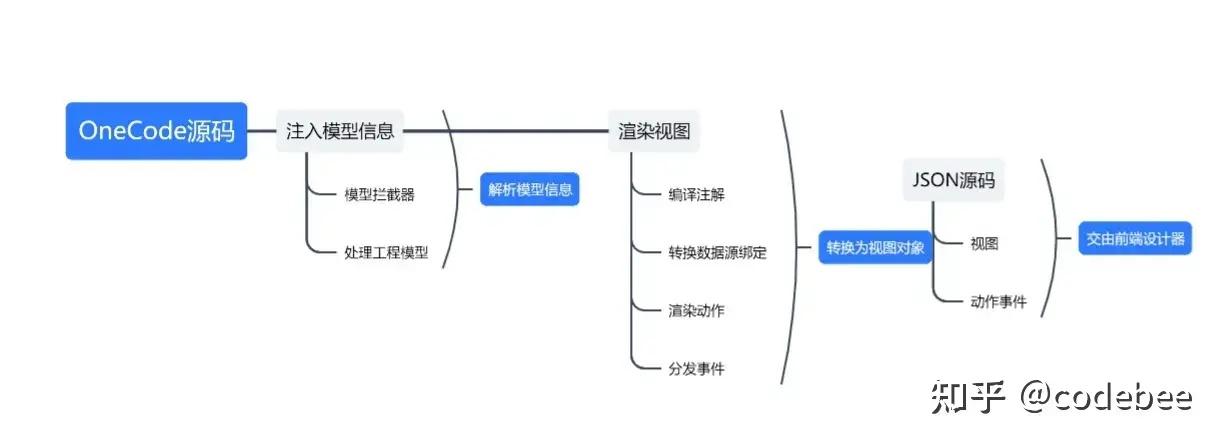 OneCode源码
注入模型信息
模型拦截器
处理工程模型
解析模型信息
渲染视图
编译注解
转换数据源绑定
渲染动作
分发事件
转换为视图对象
JSON源码
视图
动作事件
交由前端设计器
知乎 @codebee